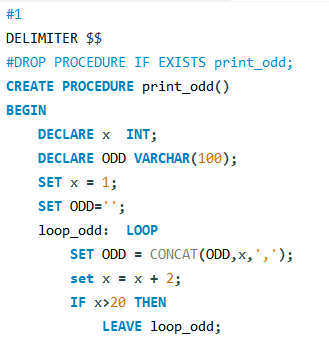 #1
DELIMITER $$
#DROP PROCEDURE IF EXISTS print_odd;
CREATE PROCEDURE print_odd()
BEGIN
    DECLARE x  INT;
    DECLARE ODD VARCHAR(100);
    SET x = 1;
    SET ODD='';
    loop_odd:  LOOP
        SET ODD = CONCAT(ODD,x,',');
        set x = x + 2;
        IF x>20 THEN
            LEAVE loop_odd;